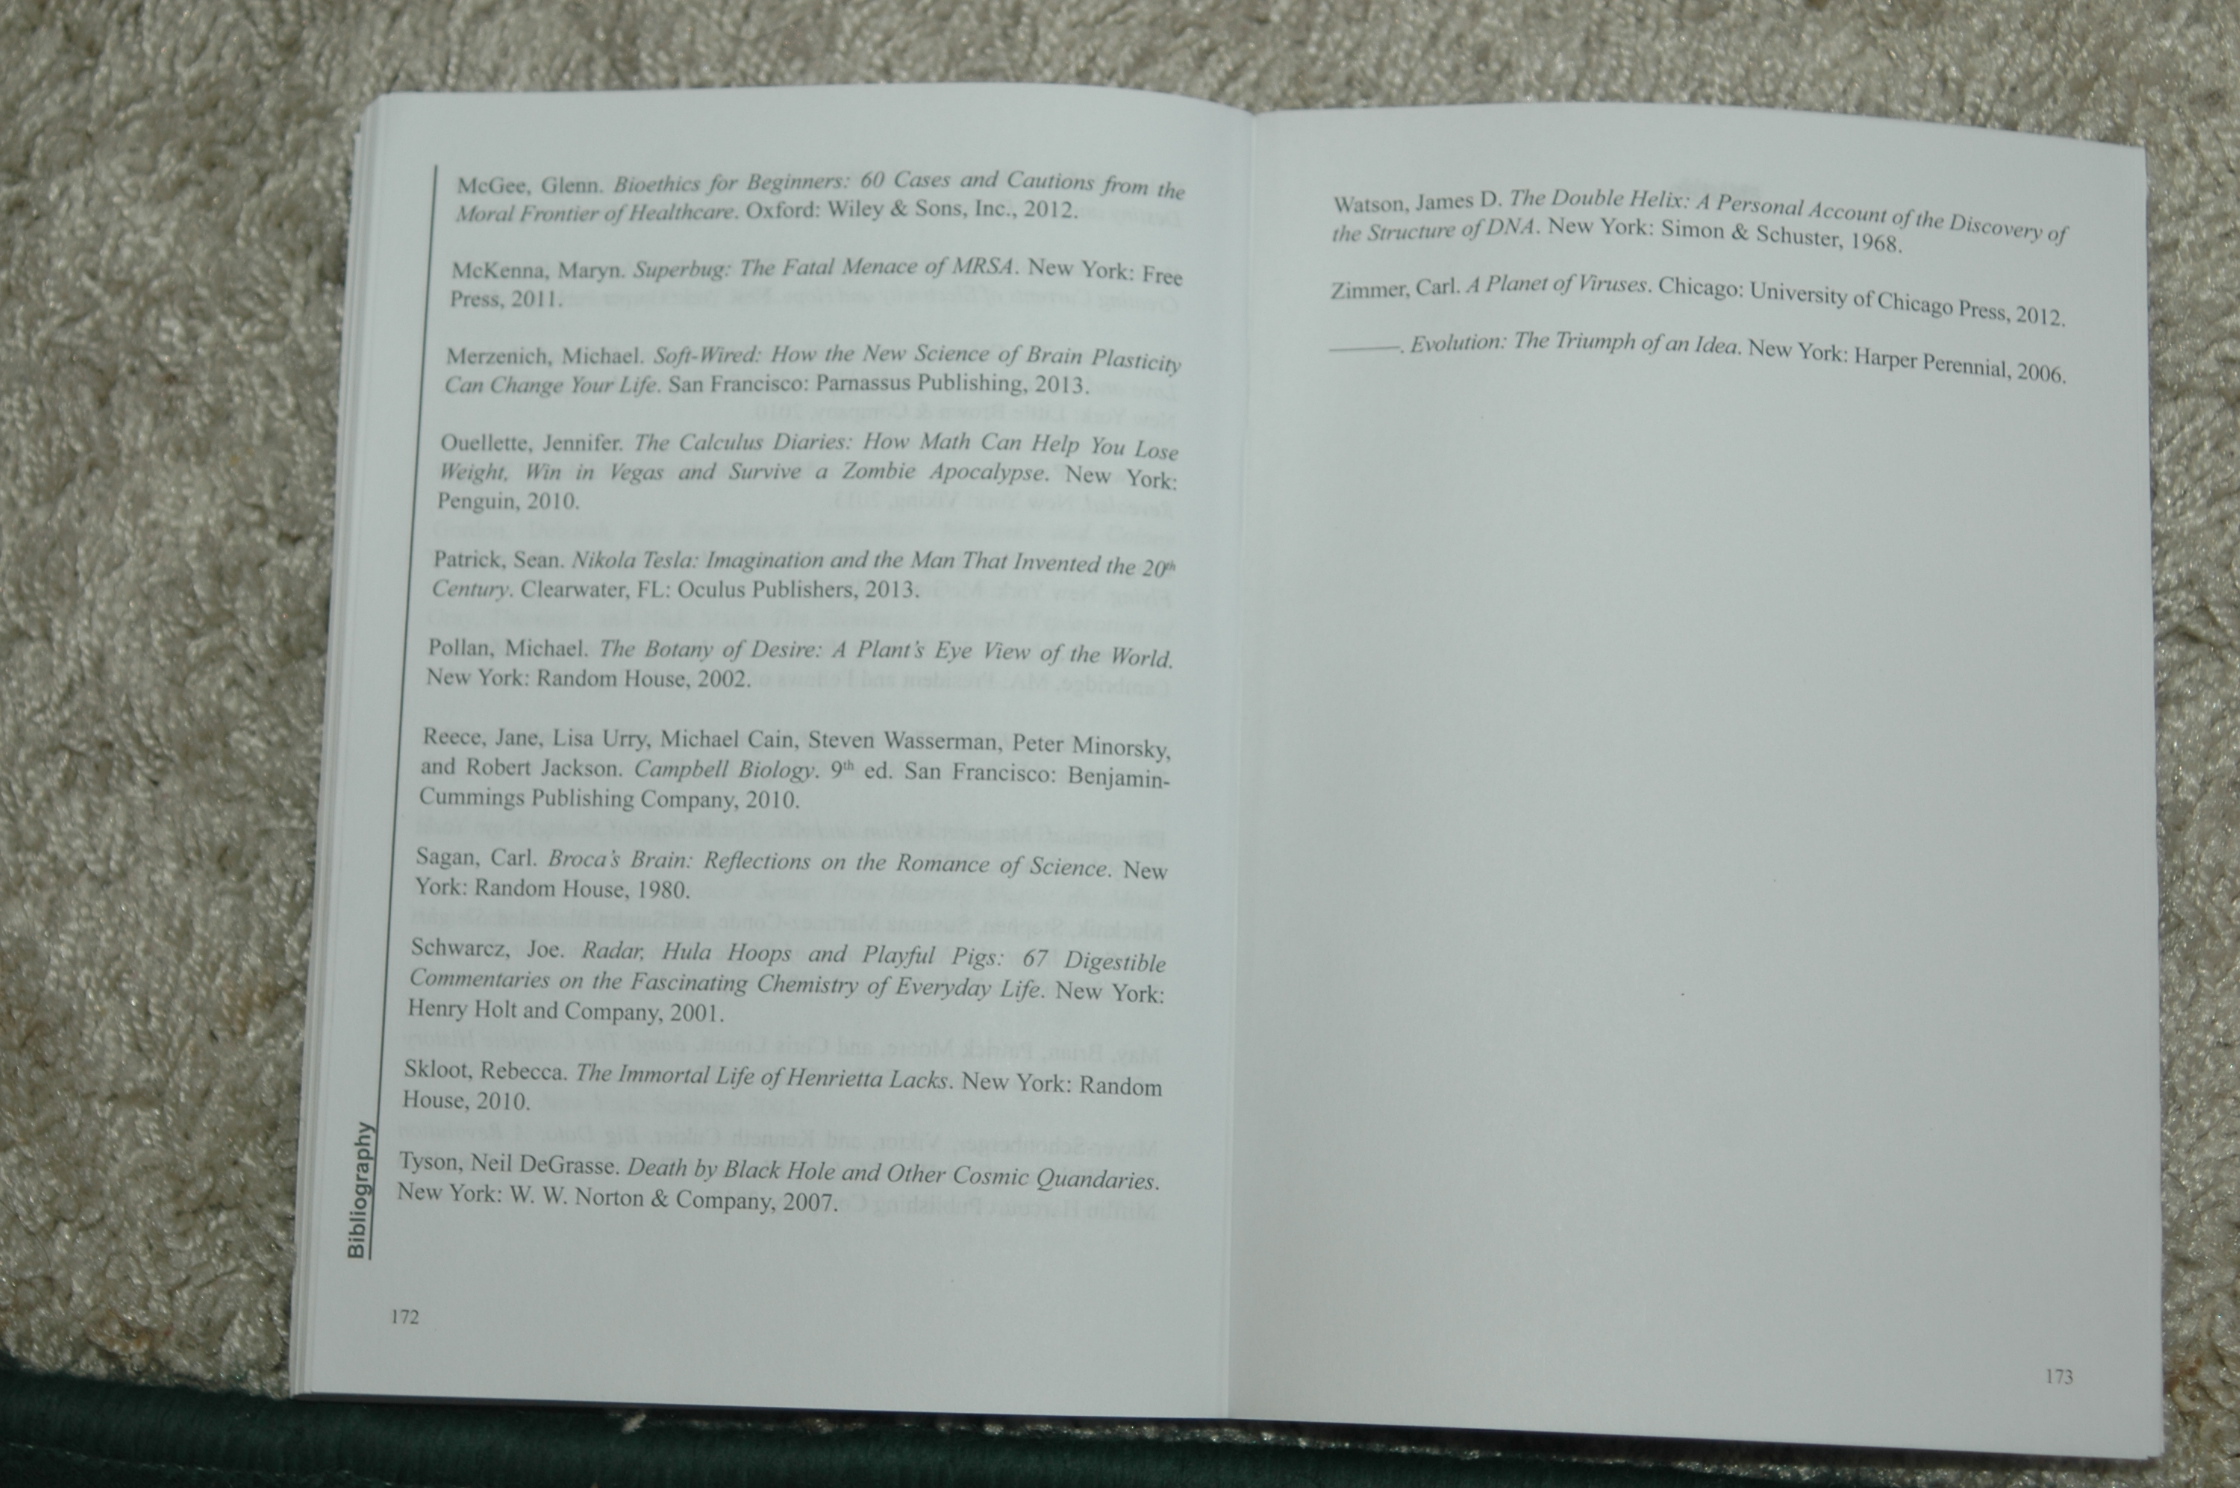 McGee, Glenn. Bioethics for Beginners: 60 Cases and Cautions from the
Moral Frontier of Healthcare. Oxford: Wiley & Sons, Inc., 2012.
McKenna, Maryn. Superbug: The Fatal Menace of MRSA. New York: Free
Press, 2011.
Merzenich, Michael. Soft-Wired: How the New Science of Brain Plasticity
Can Change Your Life. San Francisco: Parnassus Publishing, 2013.
Ouellette, Jennifer. The Calculus Diaries: How Math Can Help You Lose
Weight, Win in Vegas and Survive a Zombie Apocalypse. New York:
Penguin, 2010.
Patrick, Sean. Nikola Tesla: Imagination and the Man That Invented the 20th
Century. Clearwater, FL: Oculus Publishers, 2013.
Pollan, Michael. The Botany of Desire: A Plant's Eye View of the World.
New York: Random House, 2002.
Reece, Jane, Lisa Urry, Michael Cain, Steven Wasserman, Peter Minorsky,
and Robert Jackson. Campbell Biology. 9th ed. San Francisco: Benjamin-
Cummings Publishing Company, 2010.
Sagan, Carl. Broca's Brain: Reflections on the Romance of Science. New
York: Random House, 1980.
Schwarcz, Joe. Radar, Hula Hoops and Playful Pigs: 67 Digestible
Commentaries on the Fascinating Chemistry of Everyday Life. New York:
Henry Holt and Company, 2001.
Skloot, Rebecca. The Immortal Life of Henrietta Lacks. New York: Random
House, 2010.
Tyson, Neil DeGrasse. Death by Black Hole and Other Cosmic Quandaries.
New York: W. W. Norton & Company, 2007.
Bibliography
172
Watson, James D. The Double Helix: A Personal Account of the Discovery of
the Structure of DNA. New York: Simon & Schuster, 1968.
Zimmer, Carl. A Planet of Viruses. Chicago: University of Chicago Press, 2012.
———. Evolution: The Triumph of an Idea. New York: Harper Perennial, 2006.
173